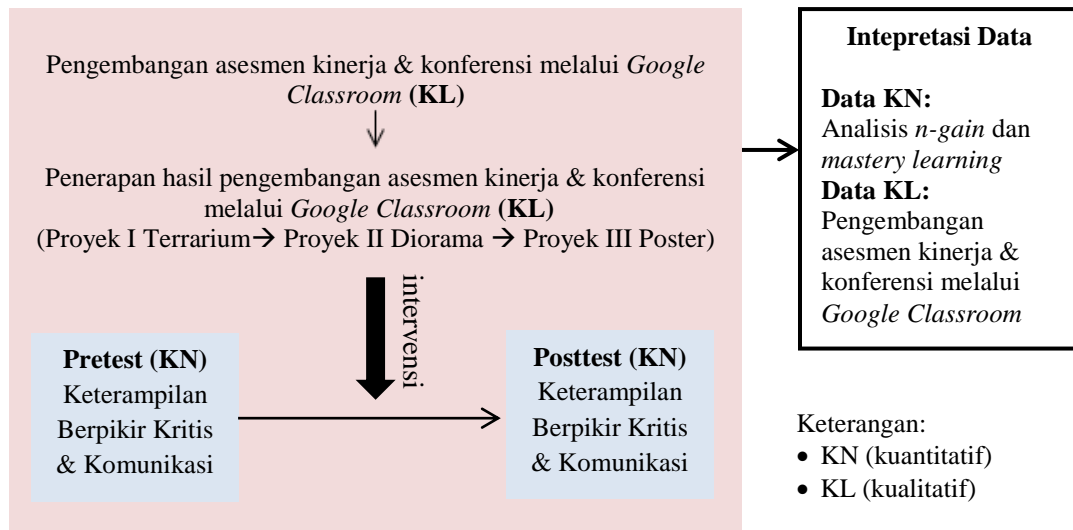 Pengembangan asesmen kinerja & konferensi melalui Google
Classroom (KL)
Penerapan hasil pengembangan asesmen kinerja & konferensi
melalui Google Classroom (KL)
(Proyek I Terrarium→ Proyek II Diorama → Proyek III Poster)
intervensi
Pretest (KN)
Keterampilan
Berpikir Kritis
& Komunikasi
Posttest (KN)
Keterampilan
Berpikir Kritis
& Komunikasi
Intepretasi Data
Data KN:
Analisis n-gain dan
mastery learning
Data KL:
Pengembangan
asesmen kinerja &
konferensi melalui
Google Classroom
Keterangan:
• KN (kuantitatif)
• KL (kualitatif)